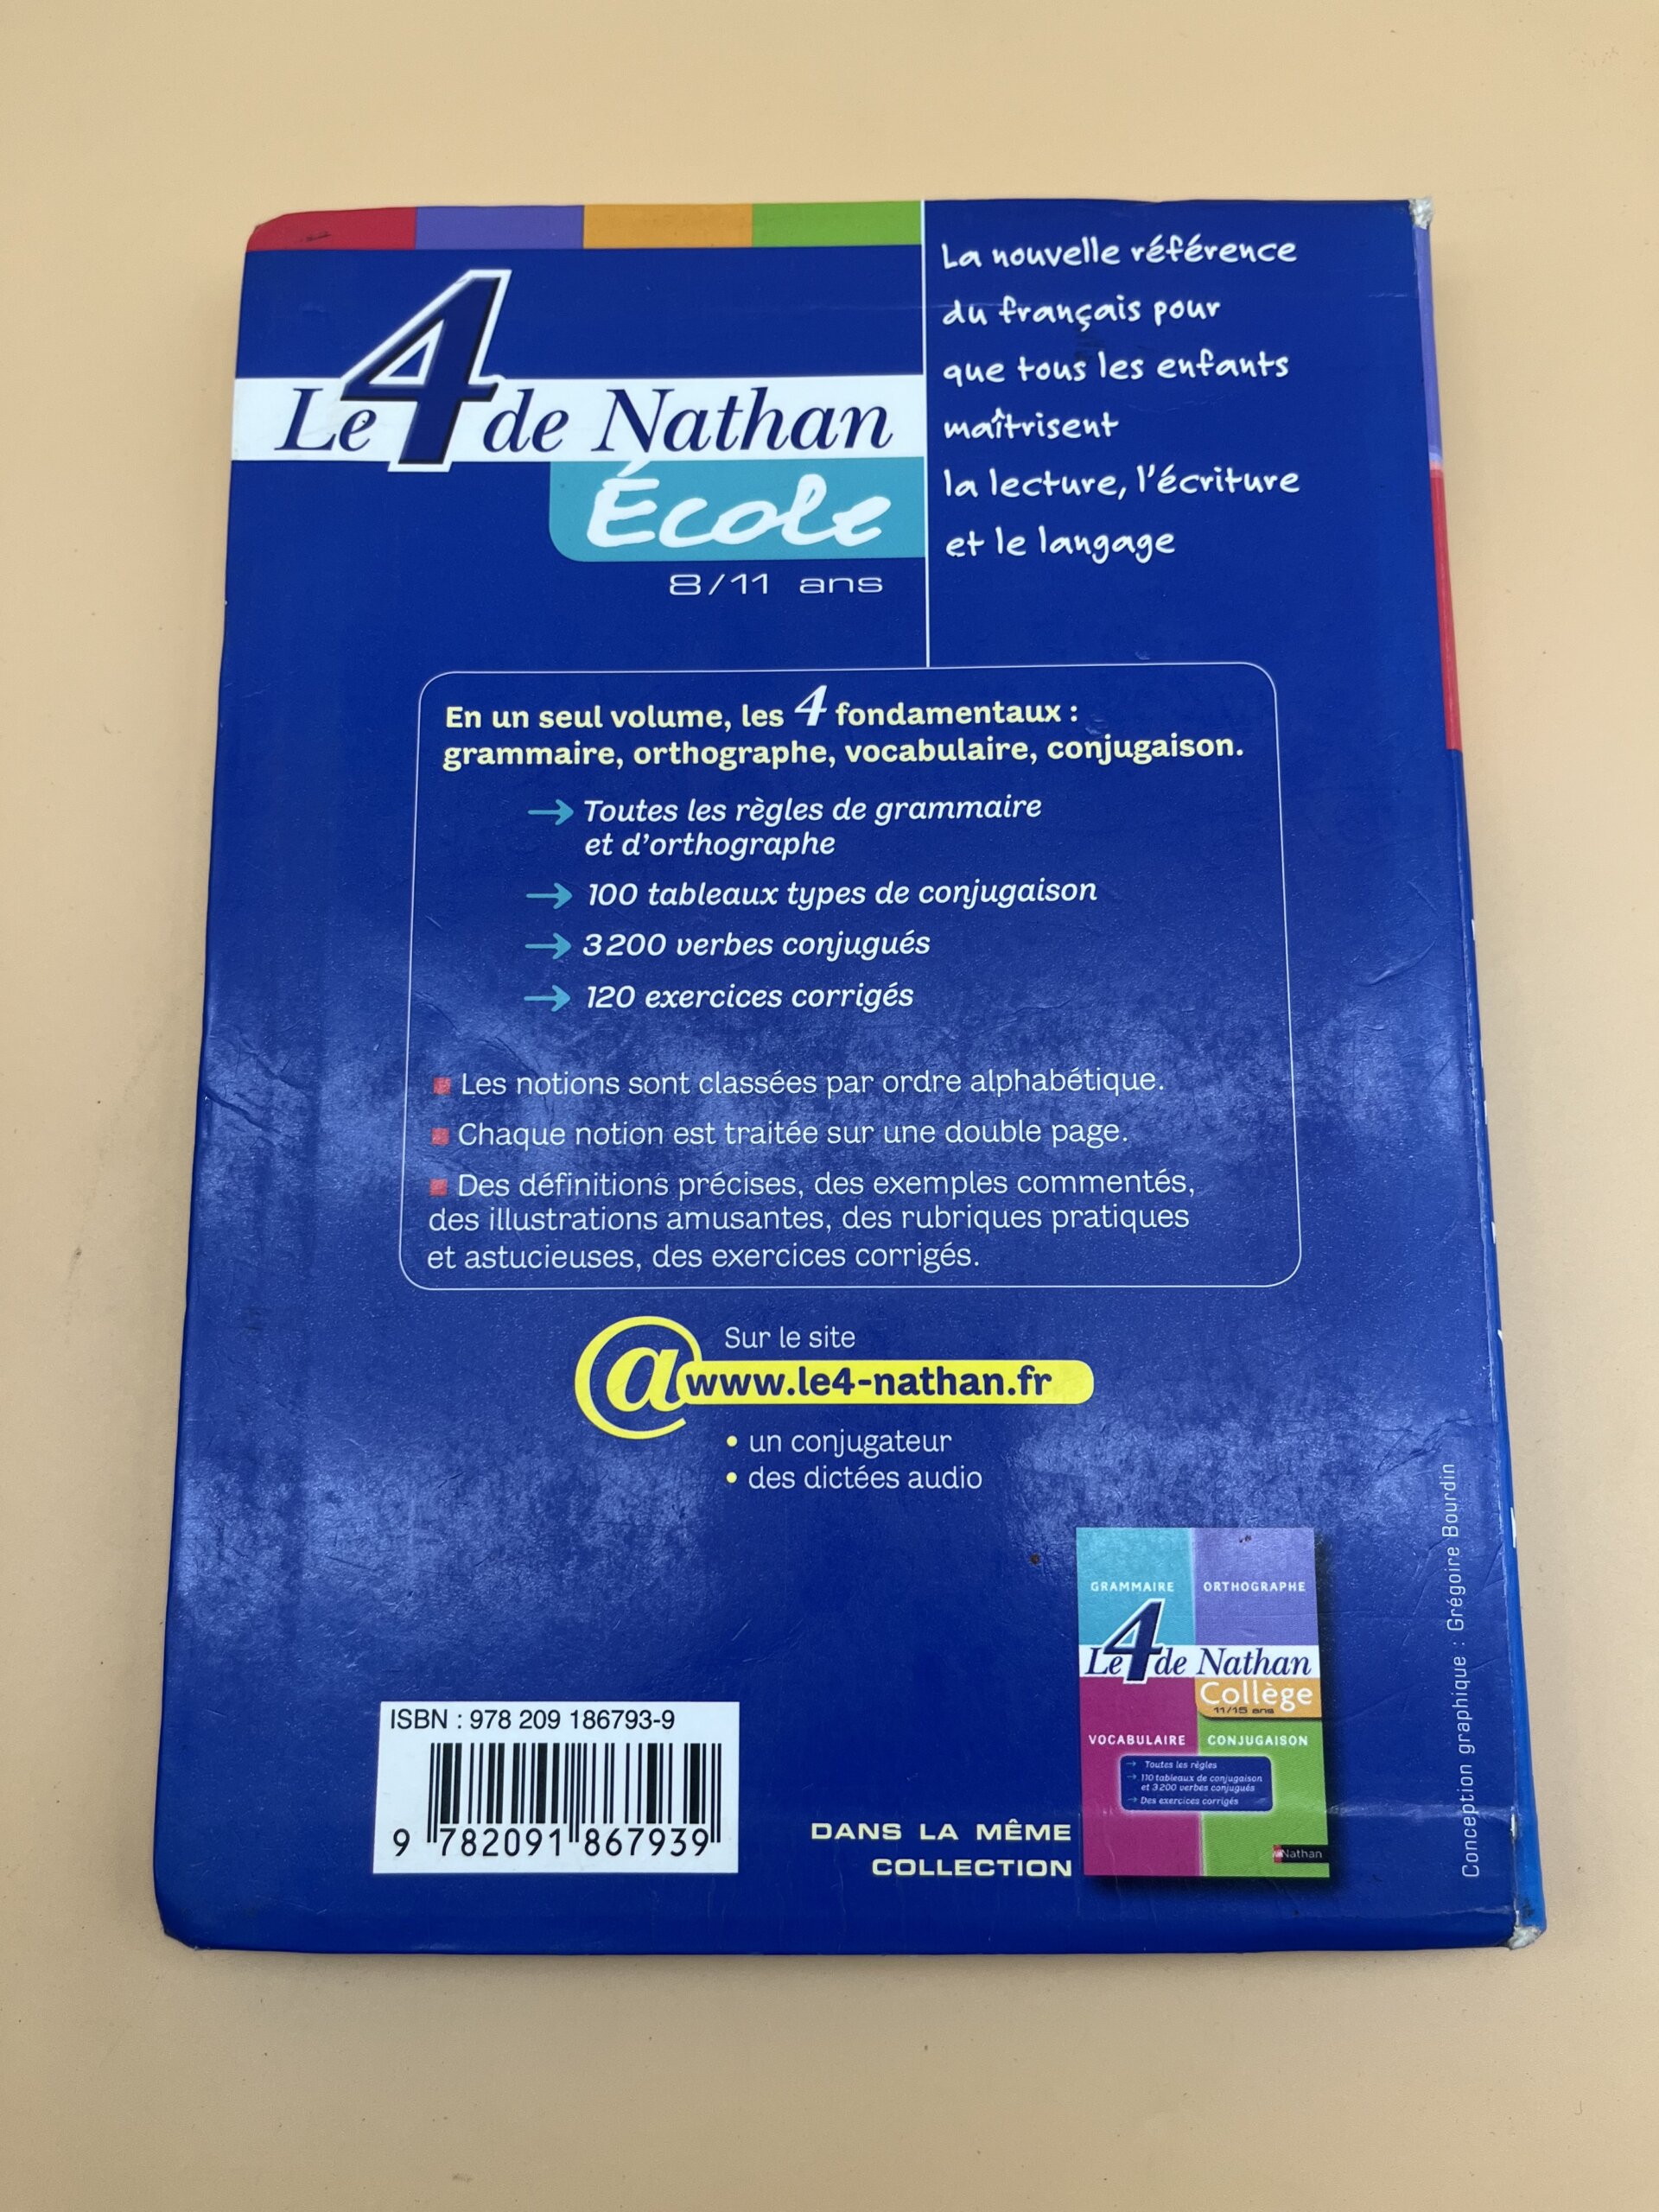 Le 4 de Nathan
École
8/11 ans
La nouvelle référence
du français pour
que tous les enfants
maîtrisent
la lecture, l'écriture
et le langage
En un seul volume, les 4 fondamentaux :
grammaire, orthographe, vocabulaire, conjugaison.
→ Toutes les règles de grammaire
et d'orthographe
→ 100 tableaux types de conjugaison
→ 3 200 verbes conjugués
→ 120 exercices corrigés
■ Les notions sont classées par ordre alphabétique.
■ Chaque notion est traitée sur une double page.
■ Des définitions précises, des exemples commentés,
des illustrations amusantes, des rubriques pratiques
et astucieuses, des exercices corrigés.
Sur le site
@ www.le4-nathan.fr
• un conjugateur
• des dictées audio
GRAMMAIRE ORTHOGRAPHE
Le 4 de Nathan
Collège
11/15 ans
VOCABULAIRE CONJUGAISON
→ Toutes les règles
→ 110 tableaux de conjugaison
et 3200 verbes conjugués
→ Des exercices corrigés
Nathan
DANS LA MÊME
COLLECTION
ISBN : 978 209 186793-9
9 782091 867939
Conception graphique : Grégoire Bourdin